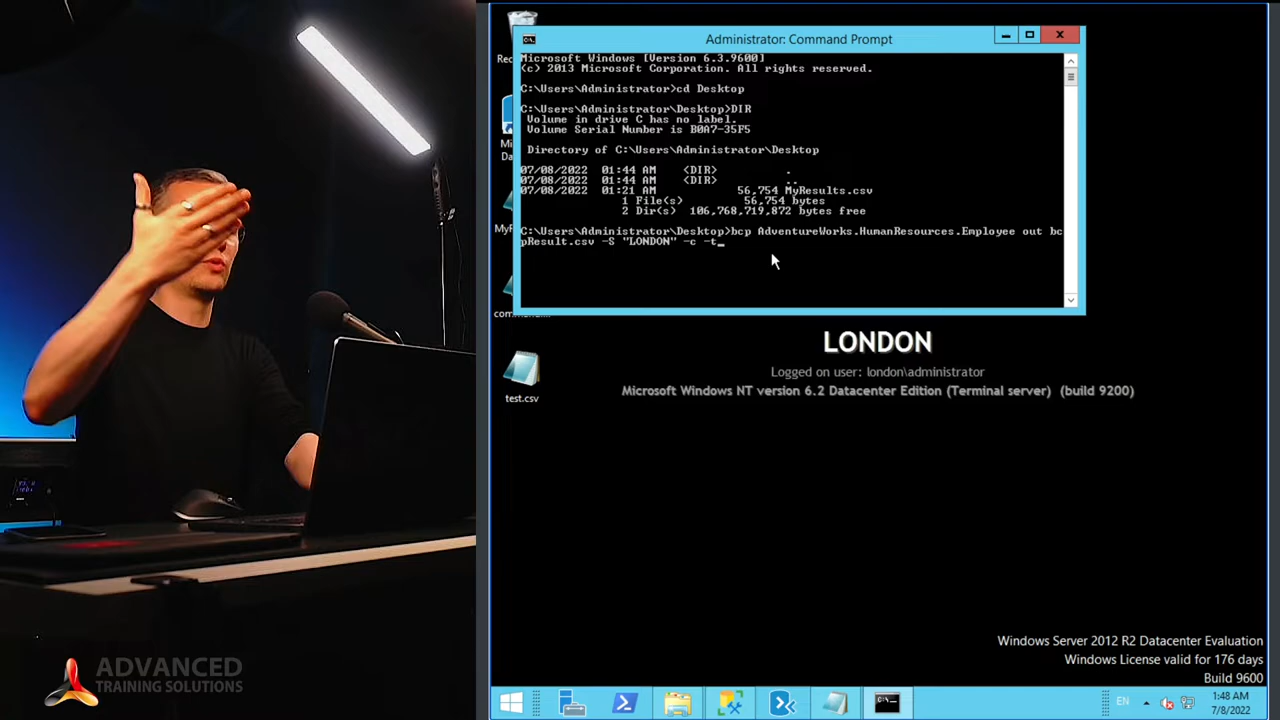 Administrator: Command Prompt
Microsoft Windows [Version 6.3.9600]
(c) 2013 Microsoft Corporation. All rights reserved.
C:\Users\Administrator>cd Desktop
C:\Users\Administrator\Desktop>DIR
Volume in drive C has no label.
Volume Serial Number is B0A7-35F5
Directory of C:\Users\Administrator\Desktop
07/08/2022 01:44 AM <DIR> .
07/08/2022 01:44 AM <DIR> ..
07/08/2022 01:21 AM 56,754 MyResults.csv
1 File(s) 56,754 bytes
2 Dir(s) 106,768,719,872 bytes free
C:\Users\Administrator\Desktop>bcp AdventureWorks.HumanResources.Employee out bc
pResult.csv -S "LONDON" -c -t_
Rec
Mi
Da
MyR
test.csv
LONDON
Logged on user: london\administrator
Microsoft Windows NT version 6.2 Datacenter Edition (Terminal server) (build 9200)
ADVANCED
TRAINING SOLUTIONS
Windows Server 2012 R2 Datacenter Evaluation
Windows License valid for 176 days
Build 9600
EN
1:48 AM
7/8/2022